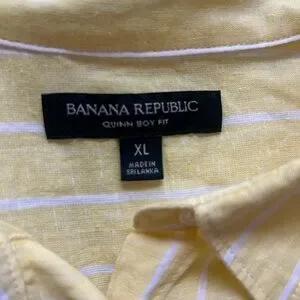 BANANA REPUBLIC
QUINN BOY FIT
XL
MADE IN
SRI LANKA